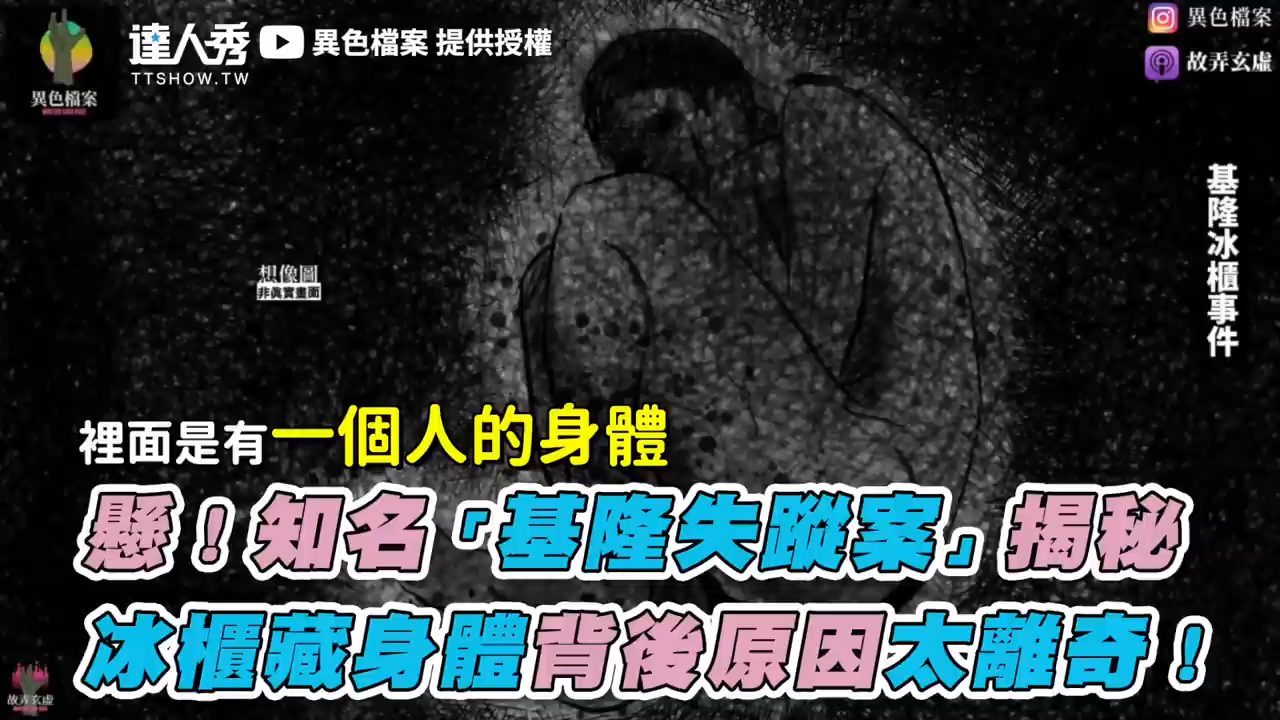 達人秀
TTSHOW.TW
異色檔案 提供授權
異色檔案
異色檔案
故弄玄虛
基隆冰櫃事件
想像圖
非真實畫面
裡面是有一個人的身體
懸！知名『基隆失蹤案』揭秘
冰櫃藏身體背後原因太離奇！
故弄玄虛